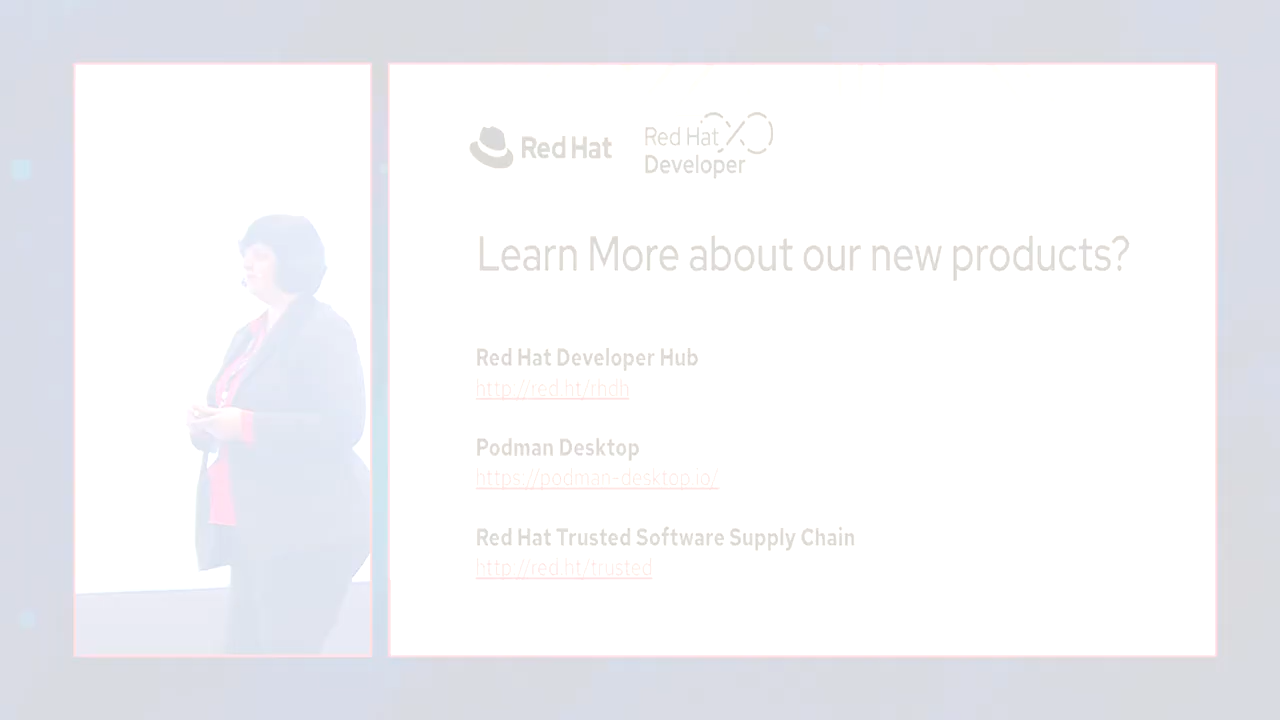 Red Hat
Red Hat
Developer
Learn More about our new products?
Red Hat Developer Hub
http://red.ht/rhdh
Podman Desktop
https://podman-desktop.io/
Red Hat Trusted Software Supply Chain
http://red.ht/trusted